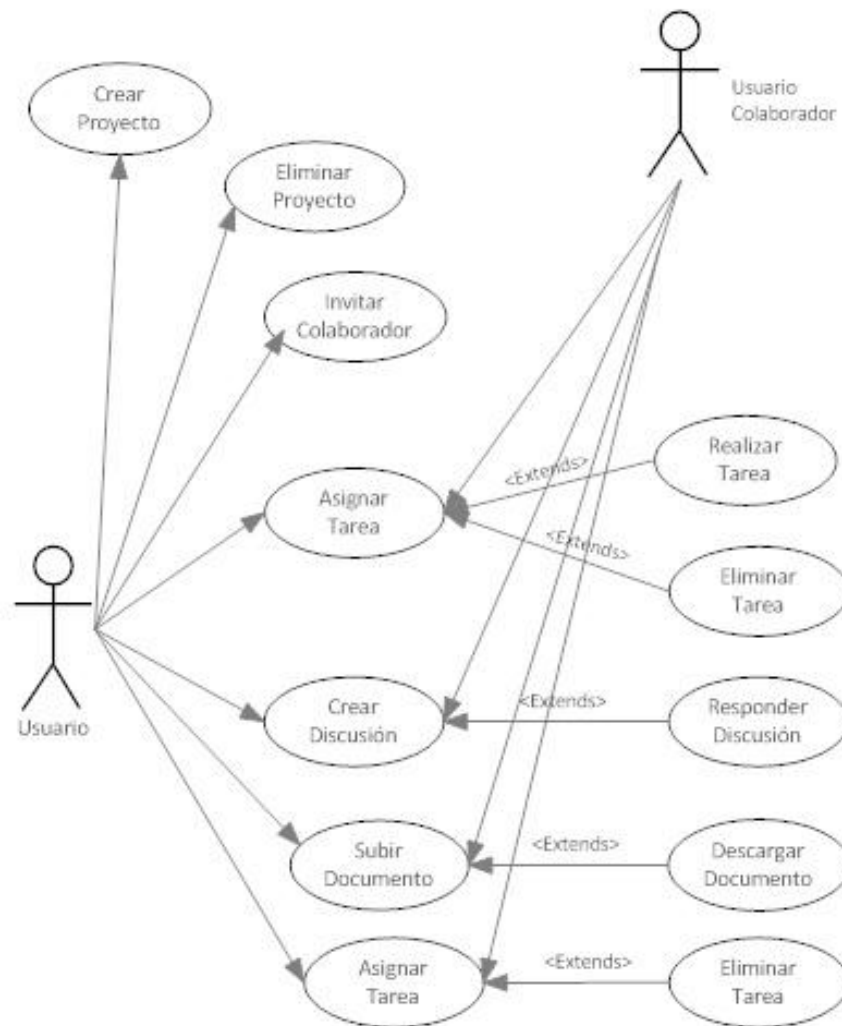 Crear
Proyecto
Usuario
Colaborador
Eliminar
Proyecto
Invitar
Colaborador
Asignar
Tarea
<Extends>
Realizar
Tarea
<Extends>
Eliminar
Tarea
Usuario
Crear
Discusión
<Extends>
Responder
Discusión
Subir
Documento
<Extends>
Descargar
Documento
Asignar
Tarea
<Extends>
Eliminar
Tarea